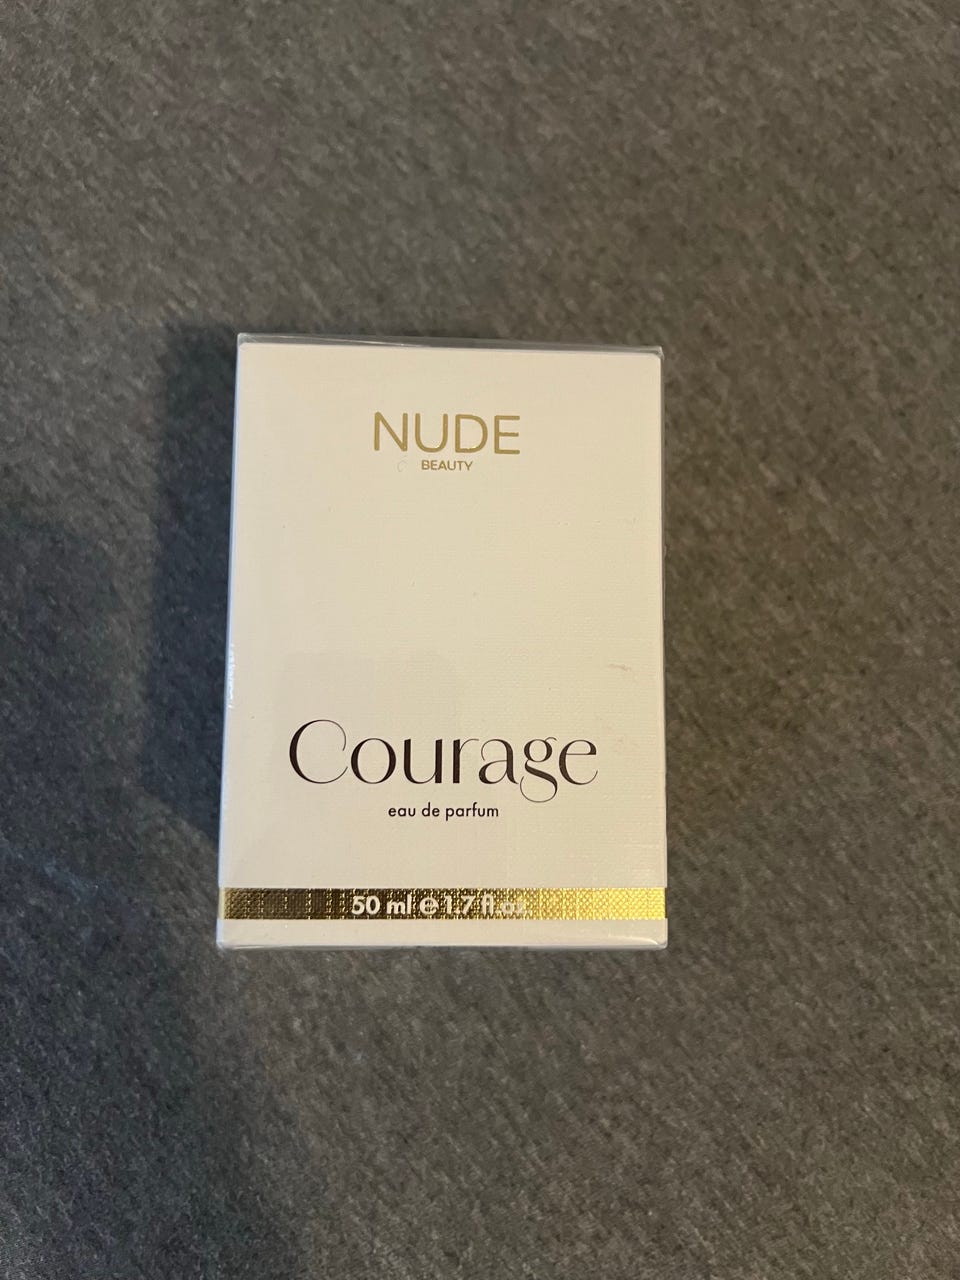 NUDE
BEAUTY
Courage
eau de parfum
50 ml ℮ 1.7 fl.oz